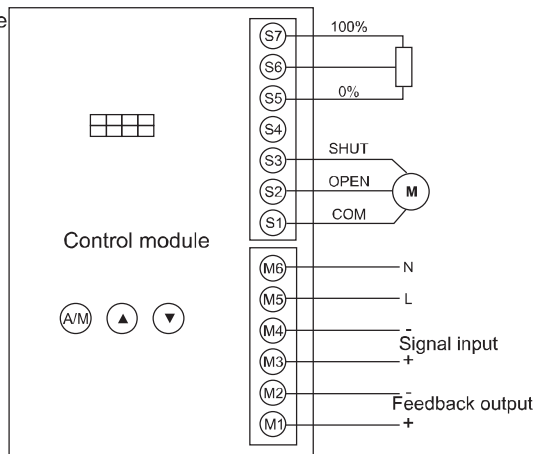 e
S7 100%
S6
S5 0%
S4
S3 SHUT
S2 OPEN M
S1 COM
Control module
M6 N
M5 L
A/M ▲ ▼
M4 -
Signal input
M3 +
M2 -
Feedback output
M1 +